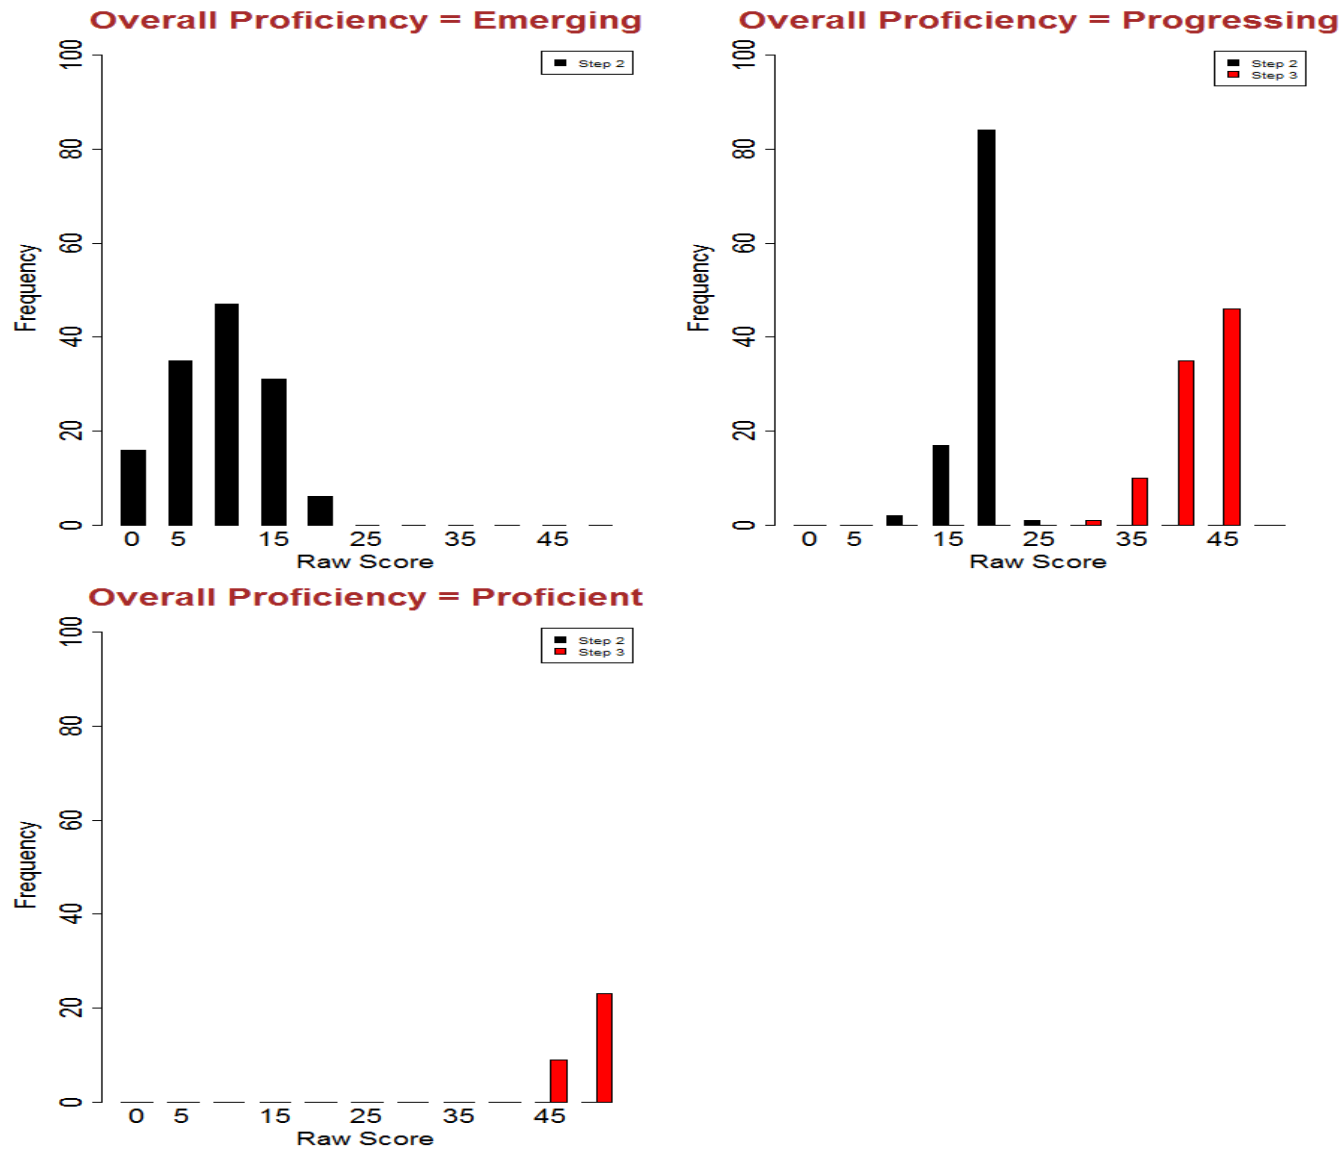 Overall Proficiency = Emerging
Step 2
100
80
60
40
20
0
Frequency
0 5 15 25 35 45
Raw Score
Overall Proficiency = Progressing
Step 2
Step 3
100
80
60
40
20
0
Frequency
0 5 15 25 35 45
Raw Score
Overall Proficiency = Proficient
Step 2
Step 3
100
80
60
40
20
0
Frequency
0 5 15 25 35 45
Raw Score